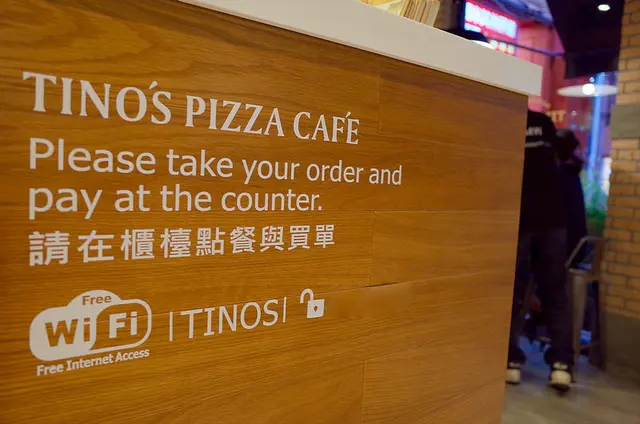 TINO'S PIZZA CAFÉ
Please take your order and
pay at the counter.
請在櫃檯點餐與買單
Free
WiFi
Free Internet Access
|TINOS|